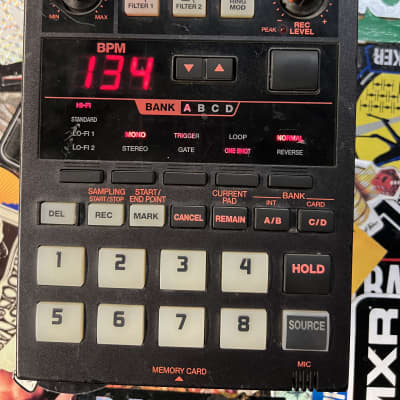 FILTER 1
FILTER 2
RING
MOD
MIN
MAX
PEAK
REC
LEVEL
BPM
134
HI-FI
BANK A B C D
STANDARD
LO-FI 1
MONO
TRIGGER
LOOP
NORMAL
LO-FI 2
STEREO
GATE
ONE SHOT
REVERSE
SAMPLING
START/STOP
START/
END POINT
CURRENT
PAD
BANK
INT
CARD
DEL
REC
MARK
CANCEL
REMAIN
A/B
C/D
1
2
3
4
HOLD
5
6
7
8
SOURCE
MIC
MEMORY CARD
MXR